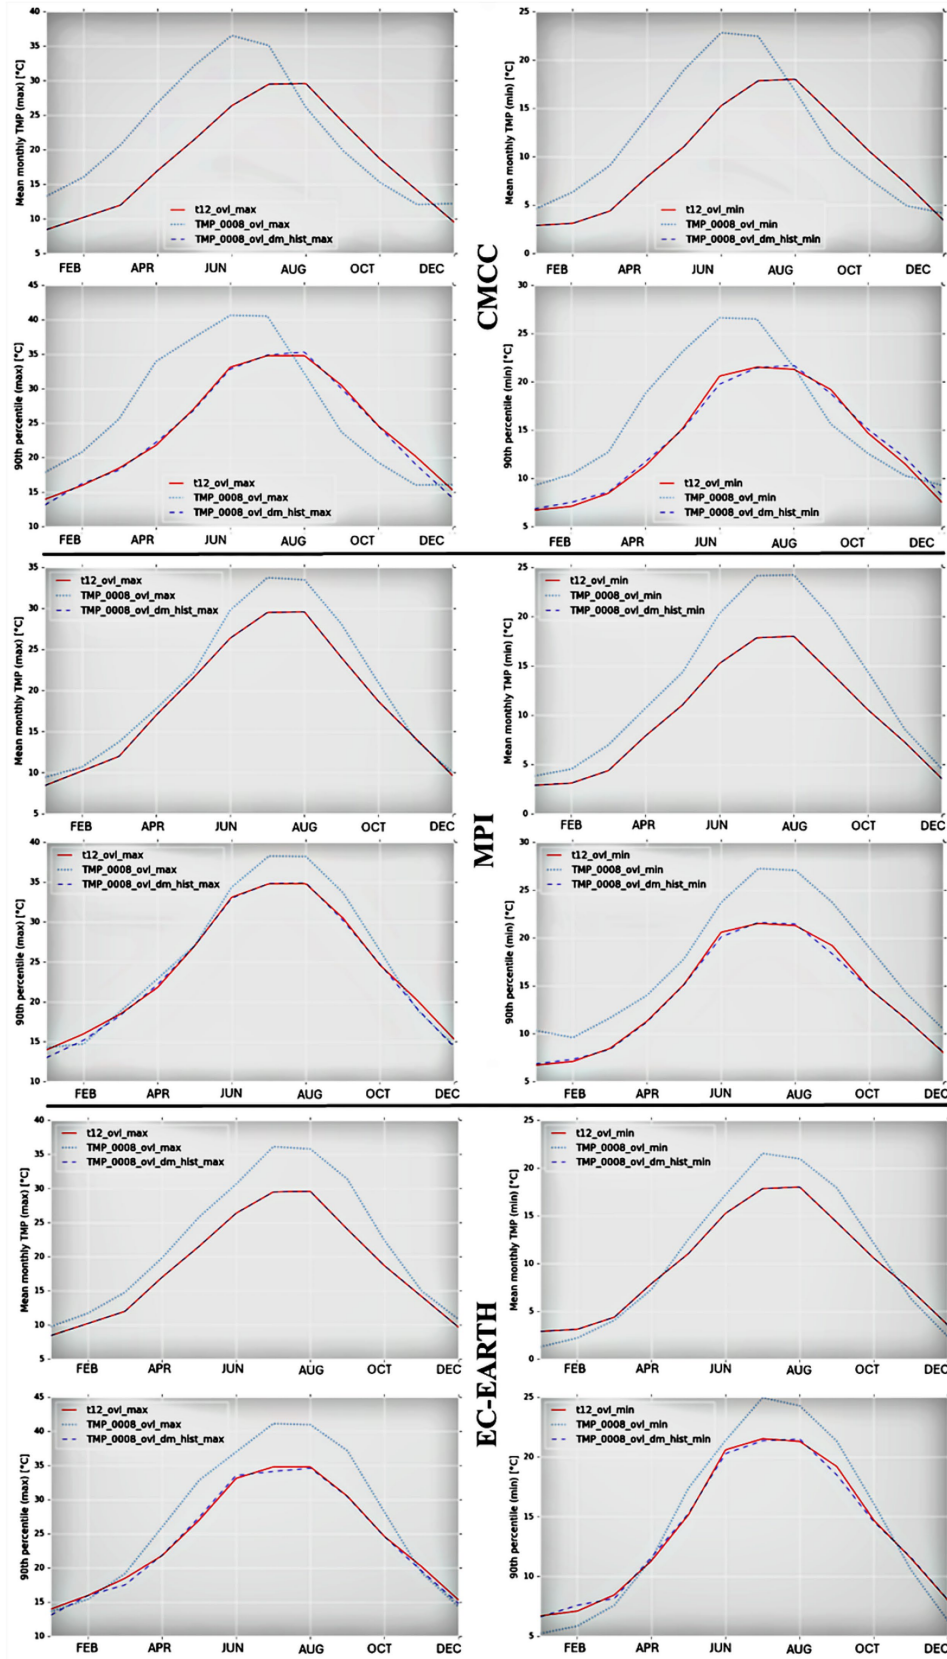 40
35
30
25
20
15
10
5
Mean monthly TMP (max) [°C]
t12_ovl_max
TMP_0008_ovl_max
TMP_0008_ovl_dm_hist_max
FEB APR JUN AUG OCT DEC
25
20
15
10
5
0
Mean monthly TMP (min) [°C]
t12_ovl_min
TMP_0008_ovl_min
TMP_0008_ovl_dm_hist_min
FEB APR JUN AUG OCT DEC
CMCC
45
40
35
30
25
20
15
10
90th percentile (max) [°C]
t12_ovl_max
TMP_0008_ovl_max
TMP_0008_ovl_dm_hist_max
FEB APR JUN AUG OCT DEC
30
25
20
15
10
5
90th percentile (min) [°C]
t12_ovl_min
TMP_0008_ovl_min
TMP_0008_ovl_dm_hist_min
FEB APR JUN AUG OCT DEC
35
30
25
20
15
10
5
Mean monthly TMP (max) [°C]
t12_ovl_max
TMP_0008_ovl_max
TMP_0008_ovl_dm_hist_max
FEB APR JUN AUG OCT DEC
25
20
15
10
5
0
Mean monthly TMP (min) [°C]
t12_ovl_min
TMP_0008_ovl_min
TMP_0008_ovl_dm_hist_min
FEB APR JUN AUG OCT DEC
MPI
40
35
30
25
20
15
10
90th percentile (max) [°C]
t12_ovl_max
TMP_0008_ovl_max
TMP_0008_ovl_dm_hist_max
FEB APR JUN AUG OCT DEC
30
25
20
15
10
5
90th percentile (min) [°C]
t12_ovl_min
TMP_0008_ovl_min
TMP_0008_ovl_dm_hist_min
FEB APR JUN AUG OCT DEC
40
35
30
25
20
15
10
5
Mean monthly TMP (max) [°C]
t12_ovl_max
TMP_0008_ovl_max
TMP_0008_ovl_dm_hist_max
FEB APR JUN AUG OCT DEC
25
20
15
10
5
0
Mean monthly TMP (min) [°C]
t12_ovl_min
TMP_0008_ovl_min
TMP_0008_ovl_dm_hist_min
FEB APR JUN AUG OCT DEC
EC-EARTH
45
40
35
30
25
20
15
10
90th percentile (max) [°C]
t12_ovl_max
TMP_0008_ovl_max
TMP_0008_ovl_dm_hist_max
FEB APR JUN AUG OCT DEC
25
20
15
10
5
90th percentile (min) [°C]
t12_ovl_min
TMP_0008_ovl_min
TMP_0008_ovl_dm_hist_min
FEB APR JUN AUG OCT DEC